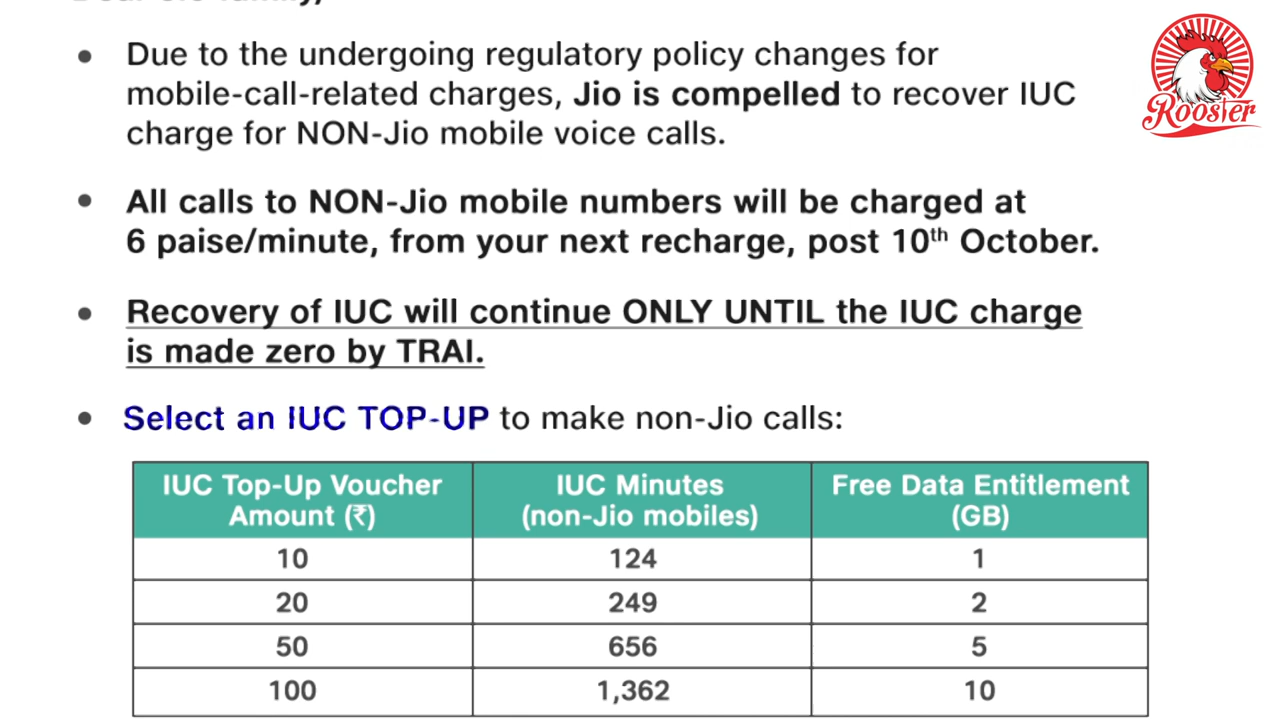 Dear Jio family,
• Due to the undergoing regulatory policy changes for
mobile-call-related charges, Jio is compelled to recover IUC
charge for NON-Jio mobile voice calls.
• All calls to NON-Jio mobile numbers will be charged at
6 paise/minute, from your next recharge, post 10th October.
• Recovery of IUC will continue ONLY UNTIL the IUC charge
is made zero by TRAI.
• Select an IUC TOP-UP to make non-Jio calls:
IUC Top-Up Voucher Amount (₹) IUC Minutes (non-Jio mobiles) Free Data Entitlement (GB)
10 124 1
20 249 2
50 656 5
100 1,362 10
Rooster